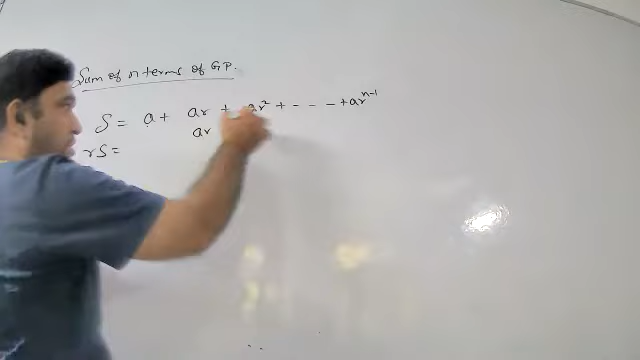 Sum of n terms of G.P.
S = a + ar + ar² + - - - + arⁿ⁻¹
ar
rS =